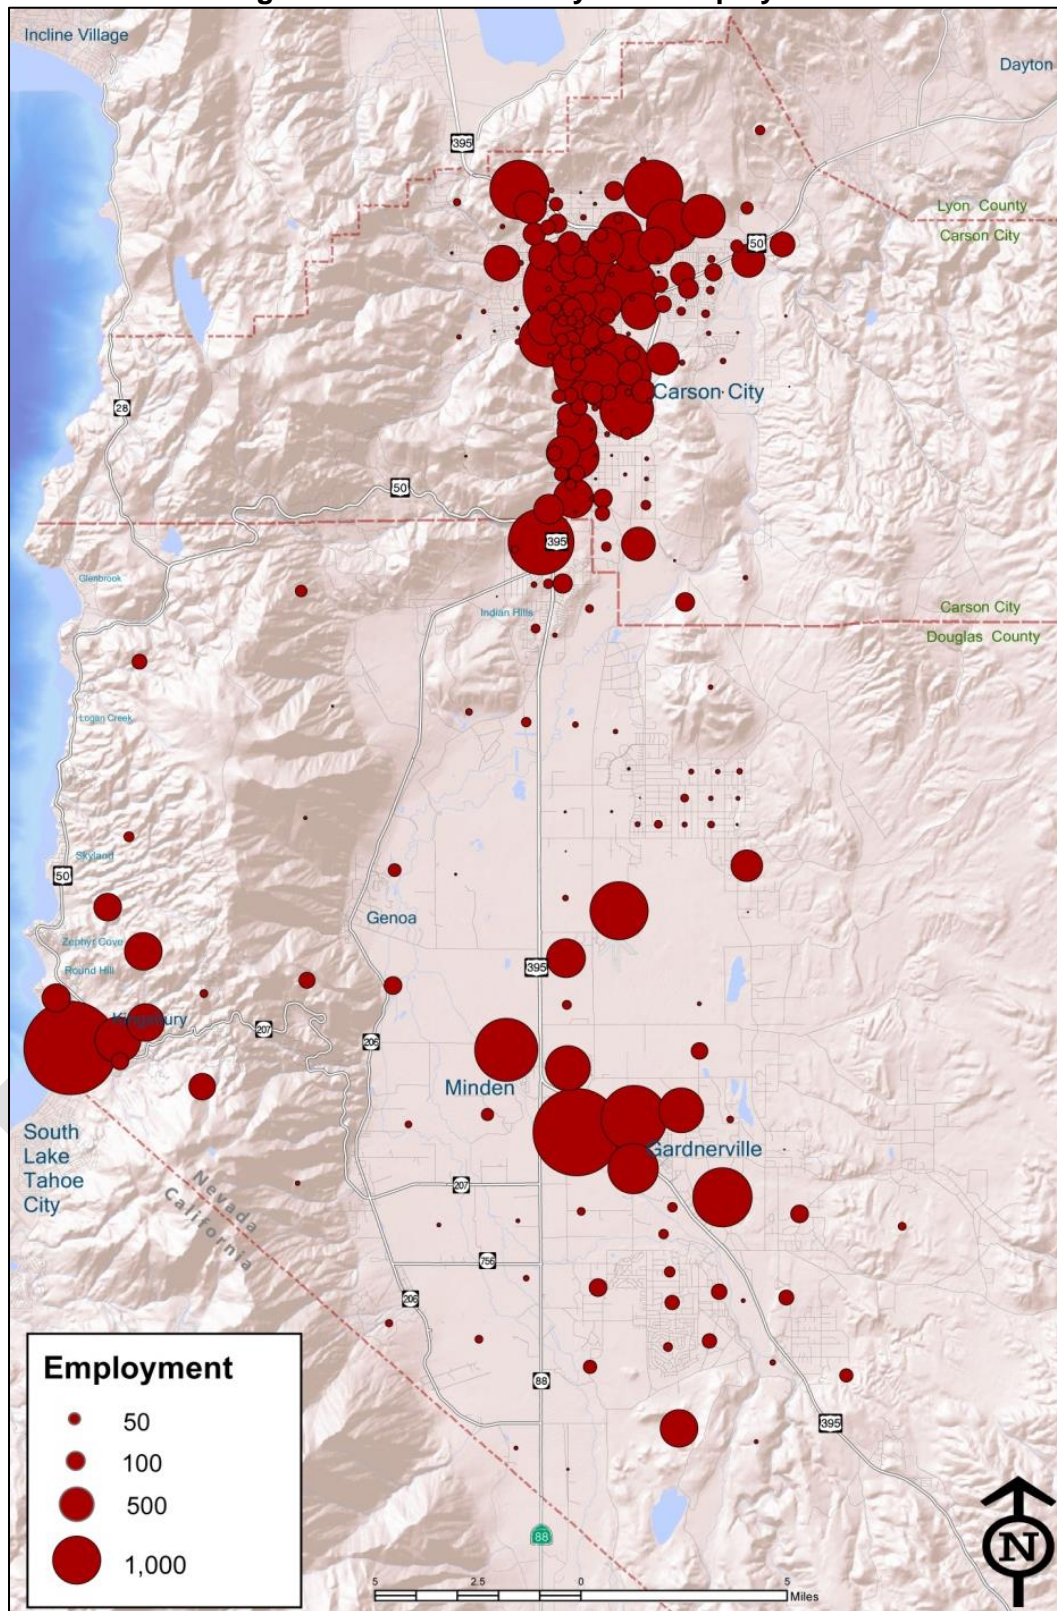 Incline Village
Dayton
395
Lyon County
Carson City
50
28
Carson City
50
395
Glenbrook
Indian Hills
Carson City
Douglas County
Logan Creek
Skyland
50
Genoa
Zephyr Cove
Round Hill
395
Kingsbury
207
206
Minden
South
Lake
Tahoe
City
Gardnerville
Nevada
California
207
756
206
88
395
Employment
50
100
500
1,000
88
N
5
2.5
0
5
Miles